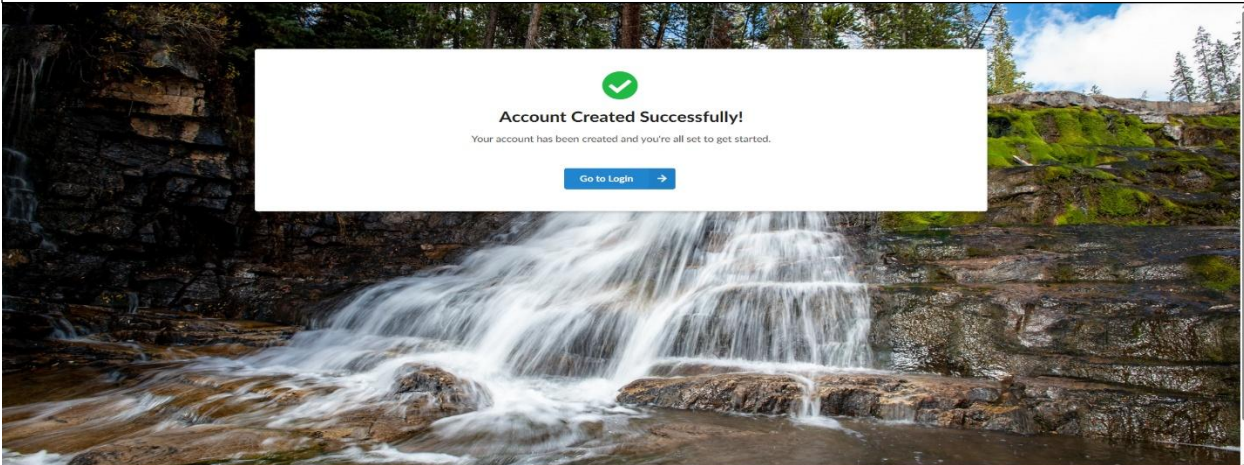 Account Created Successfully!
Your account has been created and you're all set to get started.
Go to Login